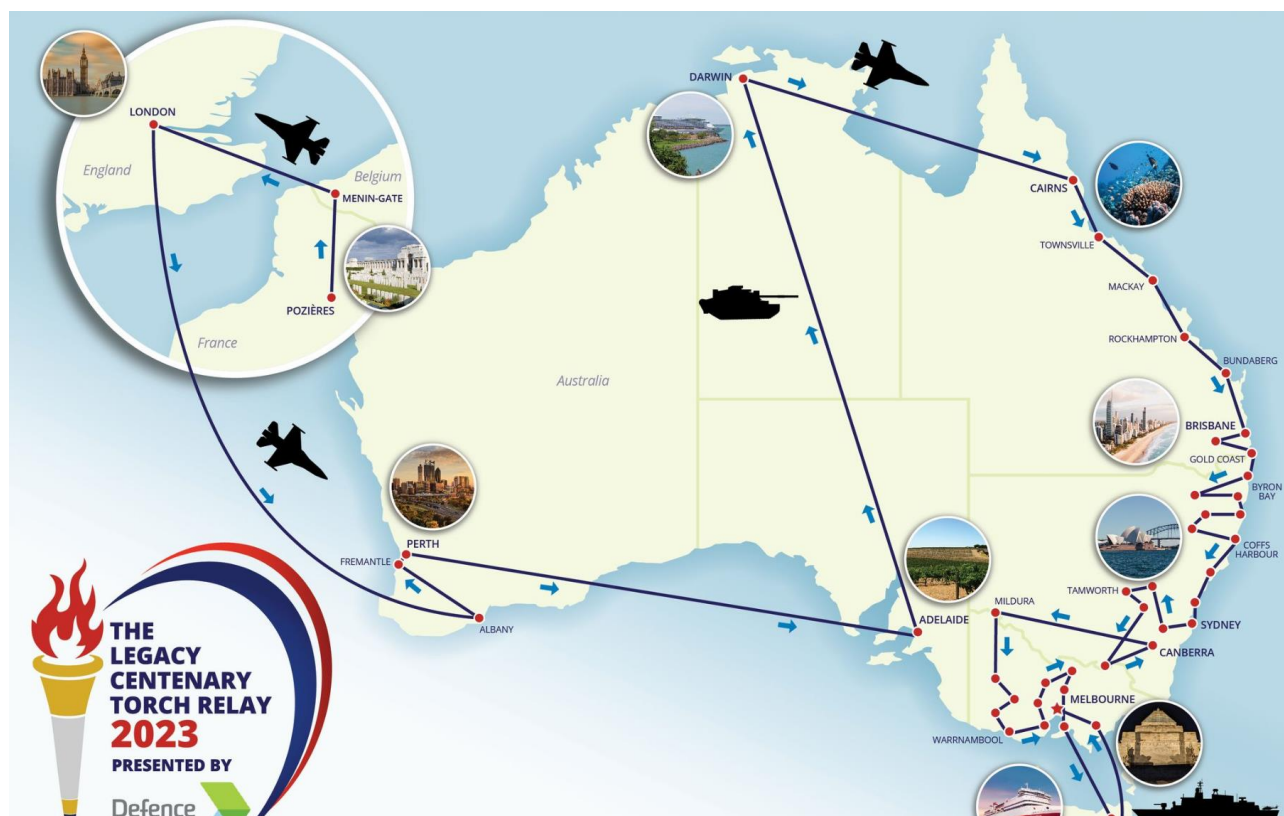 LONDON
England
Belgium
MENIN-GATE
POZIÈRES
France
DARWIN
CAIRNS
TOWNSVILLE
MACKAY
ROCKHAMPTON
BUNDABERG
Australia
BRISBANE
GOLD COAST
BYRON
BAY
COFFS
HARBOUR
PERTH
FREMANTLE
ALBANY
ADELAIDE
MILDURA
TAMWORTH
SYDNEY
CANBERRA
MELBOURNE
WARRNAMBOOL
THE
LEGACY
CENTENARY
TORCH RELAY
2023
PRESENTED BY
Defence